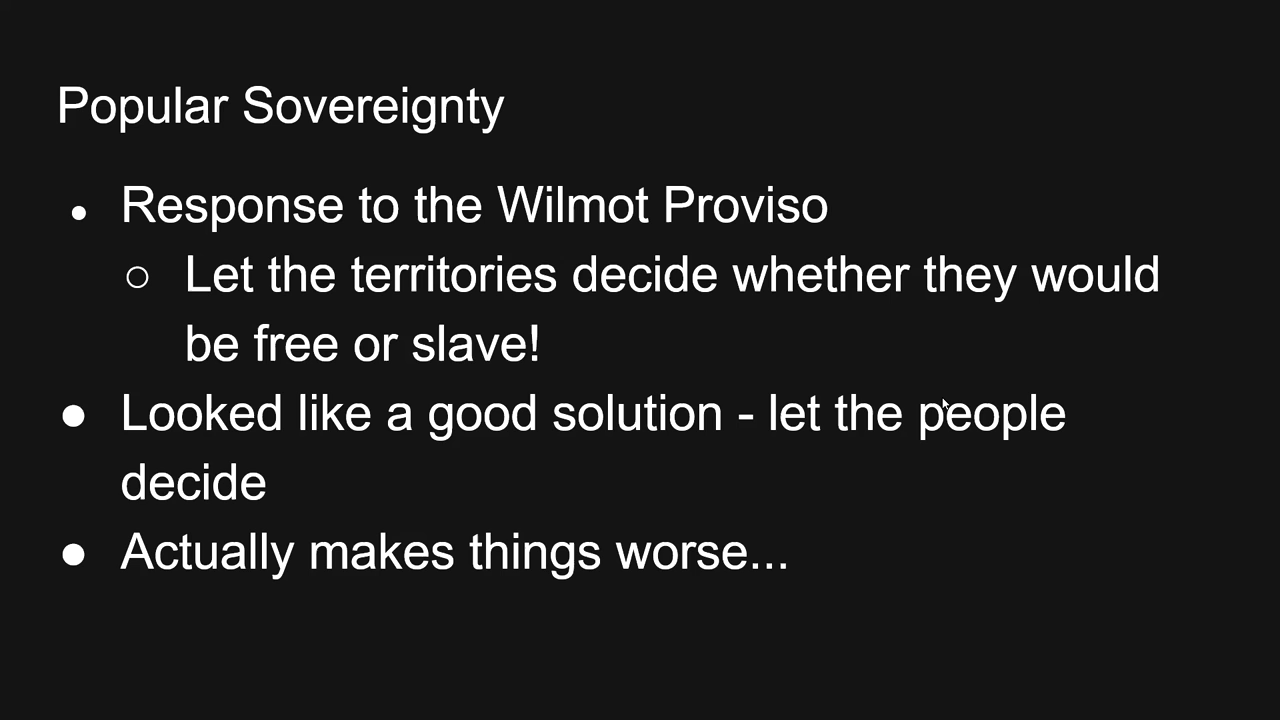 Popular Sovereignty
● Response to the Wilmot Proviso
○ Let the territories decide whether they would
be free or slave!
● Looked like a good solution - let the people
decide
● Actually makes things worse...